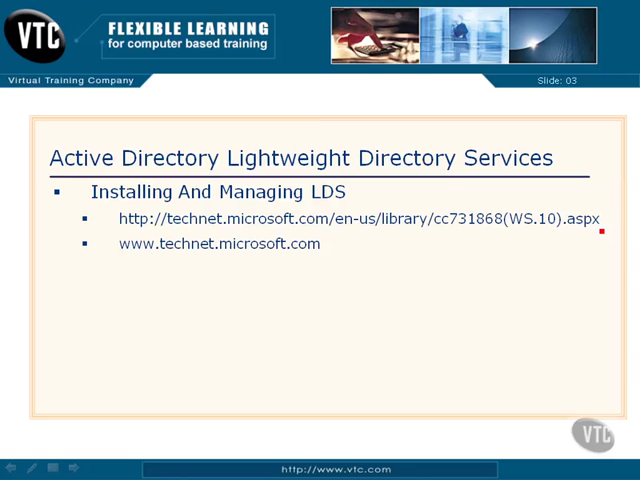 VTC
FLEXIBLE LEARNING
for computer based training
Virtual Training Company
Slide: 03
Active Directory Lightweight Directory Services
Installing And Managing LDS
http://technet.microsoft.com/en-us/library/cc731868(WS.10).aspx
www.technet.microsoft.com
VTC
http://www.vtc.com